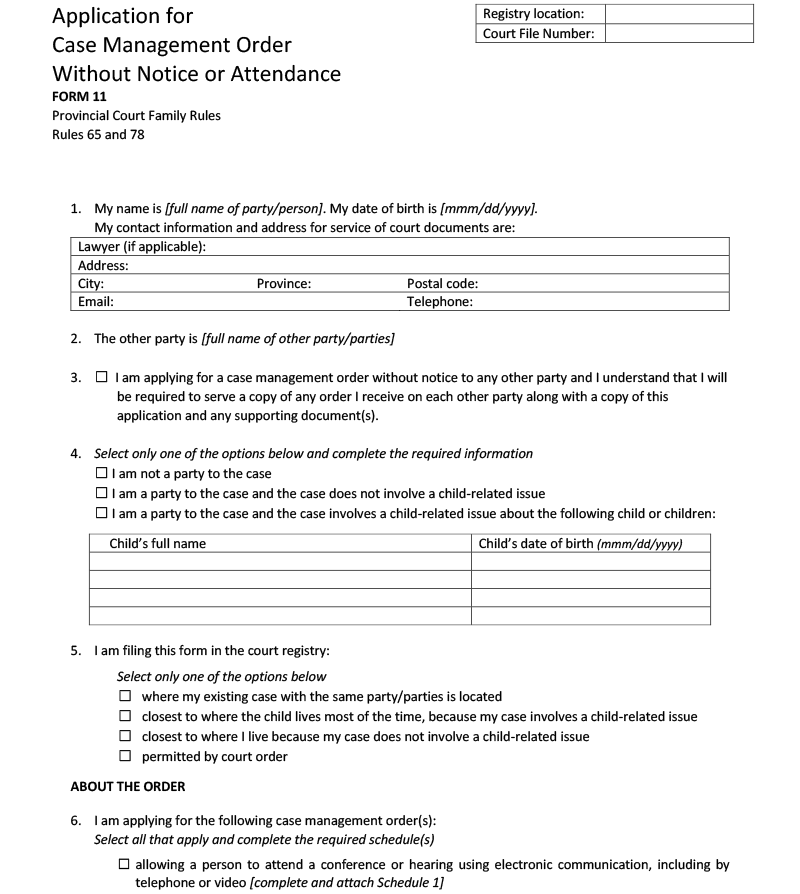 Application for
Case Management Order
Without Notice or Attendance
FORM 11
Provincial Court Family Rules
Rules 65 and 78
Registry location:
Court File Number:
1. My name is [full name of party/person]. My date of birth is [mmm/dd/yyyy].
My contact information and address for service of court documents are:
Lawyer (if applicable):
Address:
City: Province: Postal code:
Email: Telephone:
2. The other party is [full name of other party/parties]
3. ☐ I am applying for a case management order without notice to any other party and I understand that I will
be required to serve a copy of any order I receive on each other party along with a copy of this
application and any supporting document(s).
4. Select only one of the options below and complete the required information
☐ I am not a party to the case
☐ I am a party to the case and the case does not involve a child-related issue
☐ I am a party to the case and the case involves a child-related issue about the following child or children:
Child's full name Child's date of birth (mmm/dd/yyyy)
5. I am filing this form in the court registry:
Select only one of the options below
☐ where my existing case with the same party/parties is located
☐ closest to where the child lives most of the time, because my case involves a child-related issue
☐ closest to where I live because my case does not involve a child-related issue
☐ permitted by court order
ABOUT THE ORDER
6. I am applying for the following case management order(s):
Select all that apply and complete the required schedule(s)
☐ allowing a person to attend a conference or hearing using electronic communication, including by
telephone or video [complete and attach Schedule 1]